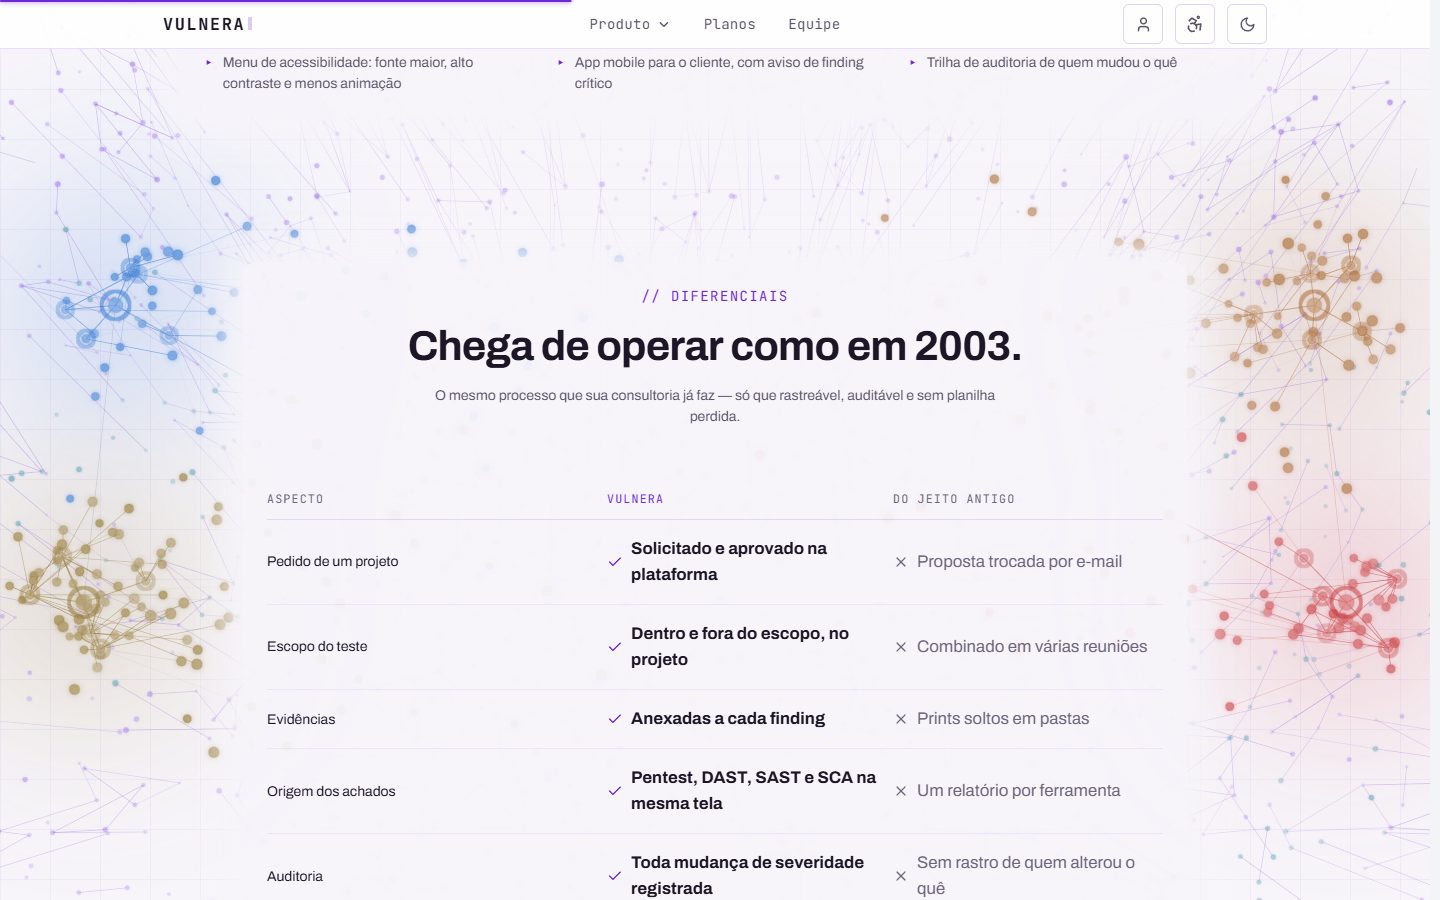 VULNERA
Produto
Planos
Equipe
Menu de acessibilidade: fonte maior, alto
contraste e menos animação
App mobile para o cliente, com aviso de finding
crítico
Trilha de auditoria de quem mudou o quê
// DIFERENCIAIS
Chega de operar como em 2003.
O mesmo processo que sua consultoria já faz — só que rastreável, auditável e sem planilha
perdida.
ASPECTO
VULNERA
DO JEITO ANTIGO
Pedido de um projeto
Solicitado e aprovado na
plataforma
Proposta trocada por e-mail
Escopo do teste
Dentro e fora do escopo, no
projeto
Combinado em várias reuniões
Evidências
Anexadas a cada finding
Prints soltos em pastas
Origem dos achados
Pentest, DAST, SAST e SCA na
mesma tela
Um relatório por ferramenta
Auditoria
Toda mudança de severidade
registrada
Sem rastro de quem alterou o
quê